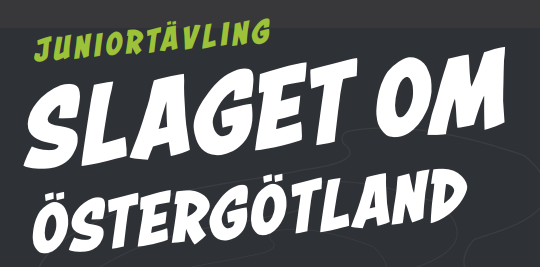 JUNIORTÄVLING
SLAGET OM
ÖSTERGÖTLAND